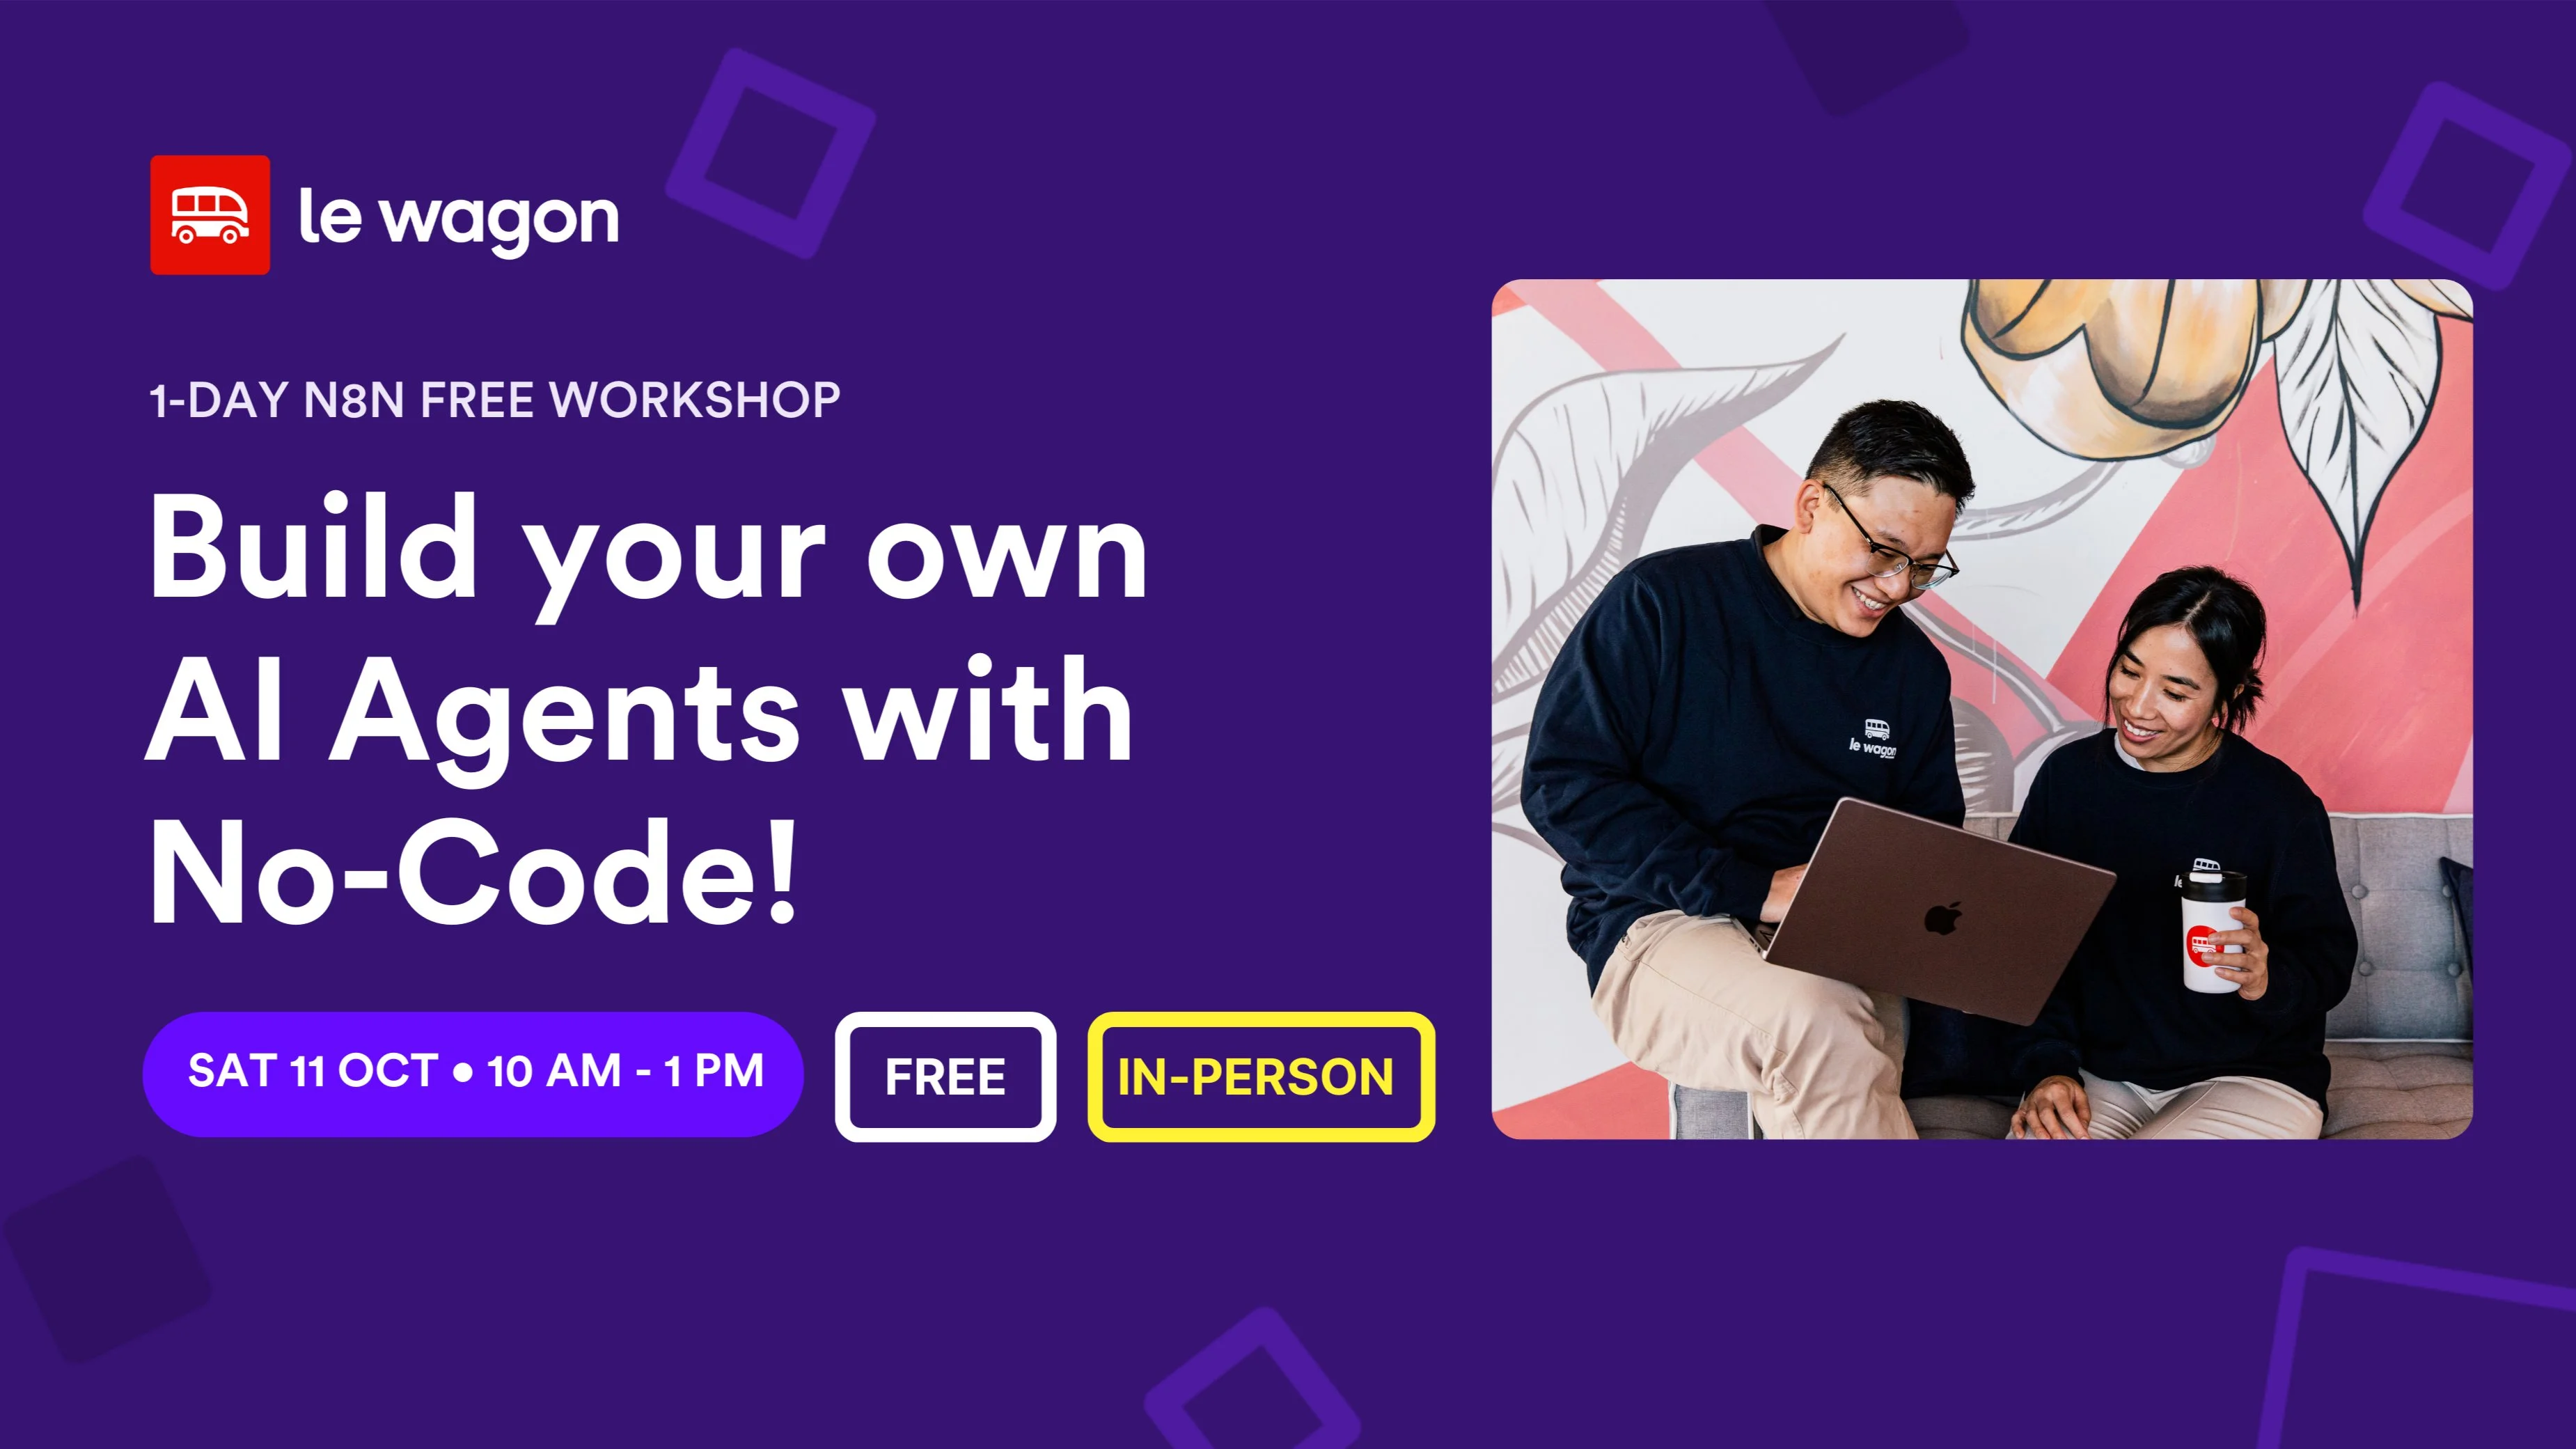 le wagon
1-DAY N8N FREE WORKSHOP
Build your own
AI Agents with
No-Code!
SAT 11 OCT • 10 AM - 1 PM
FREE
IN-PERSON
le wagon